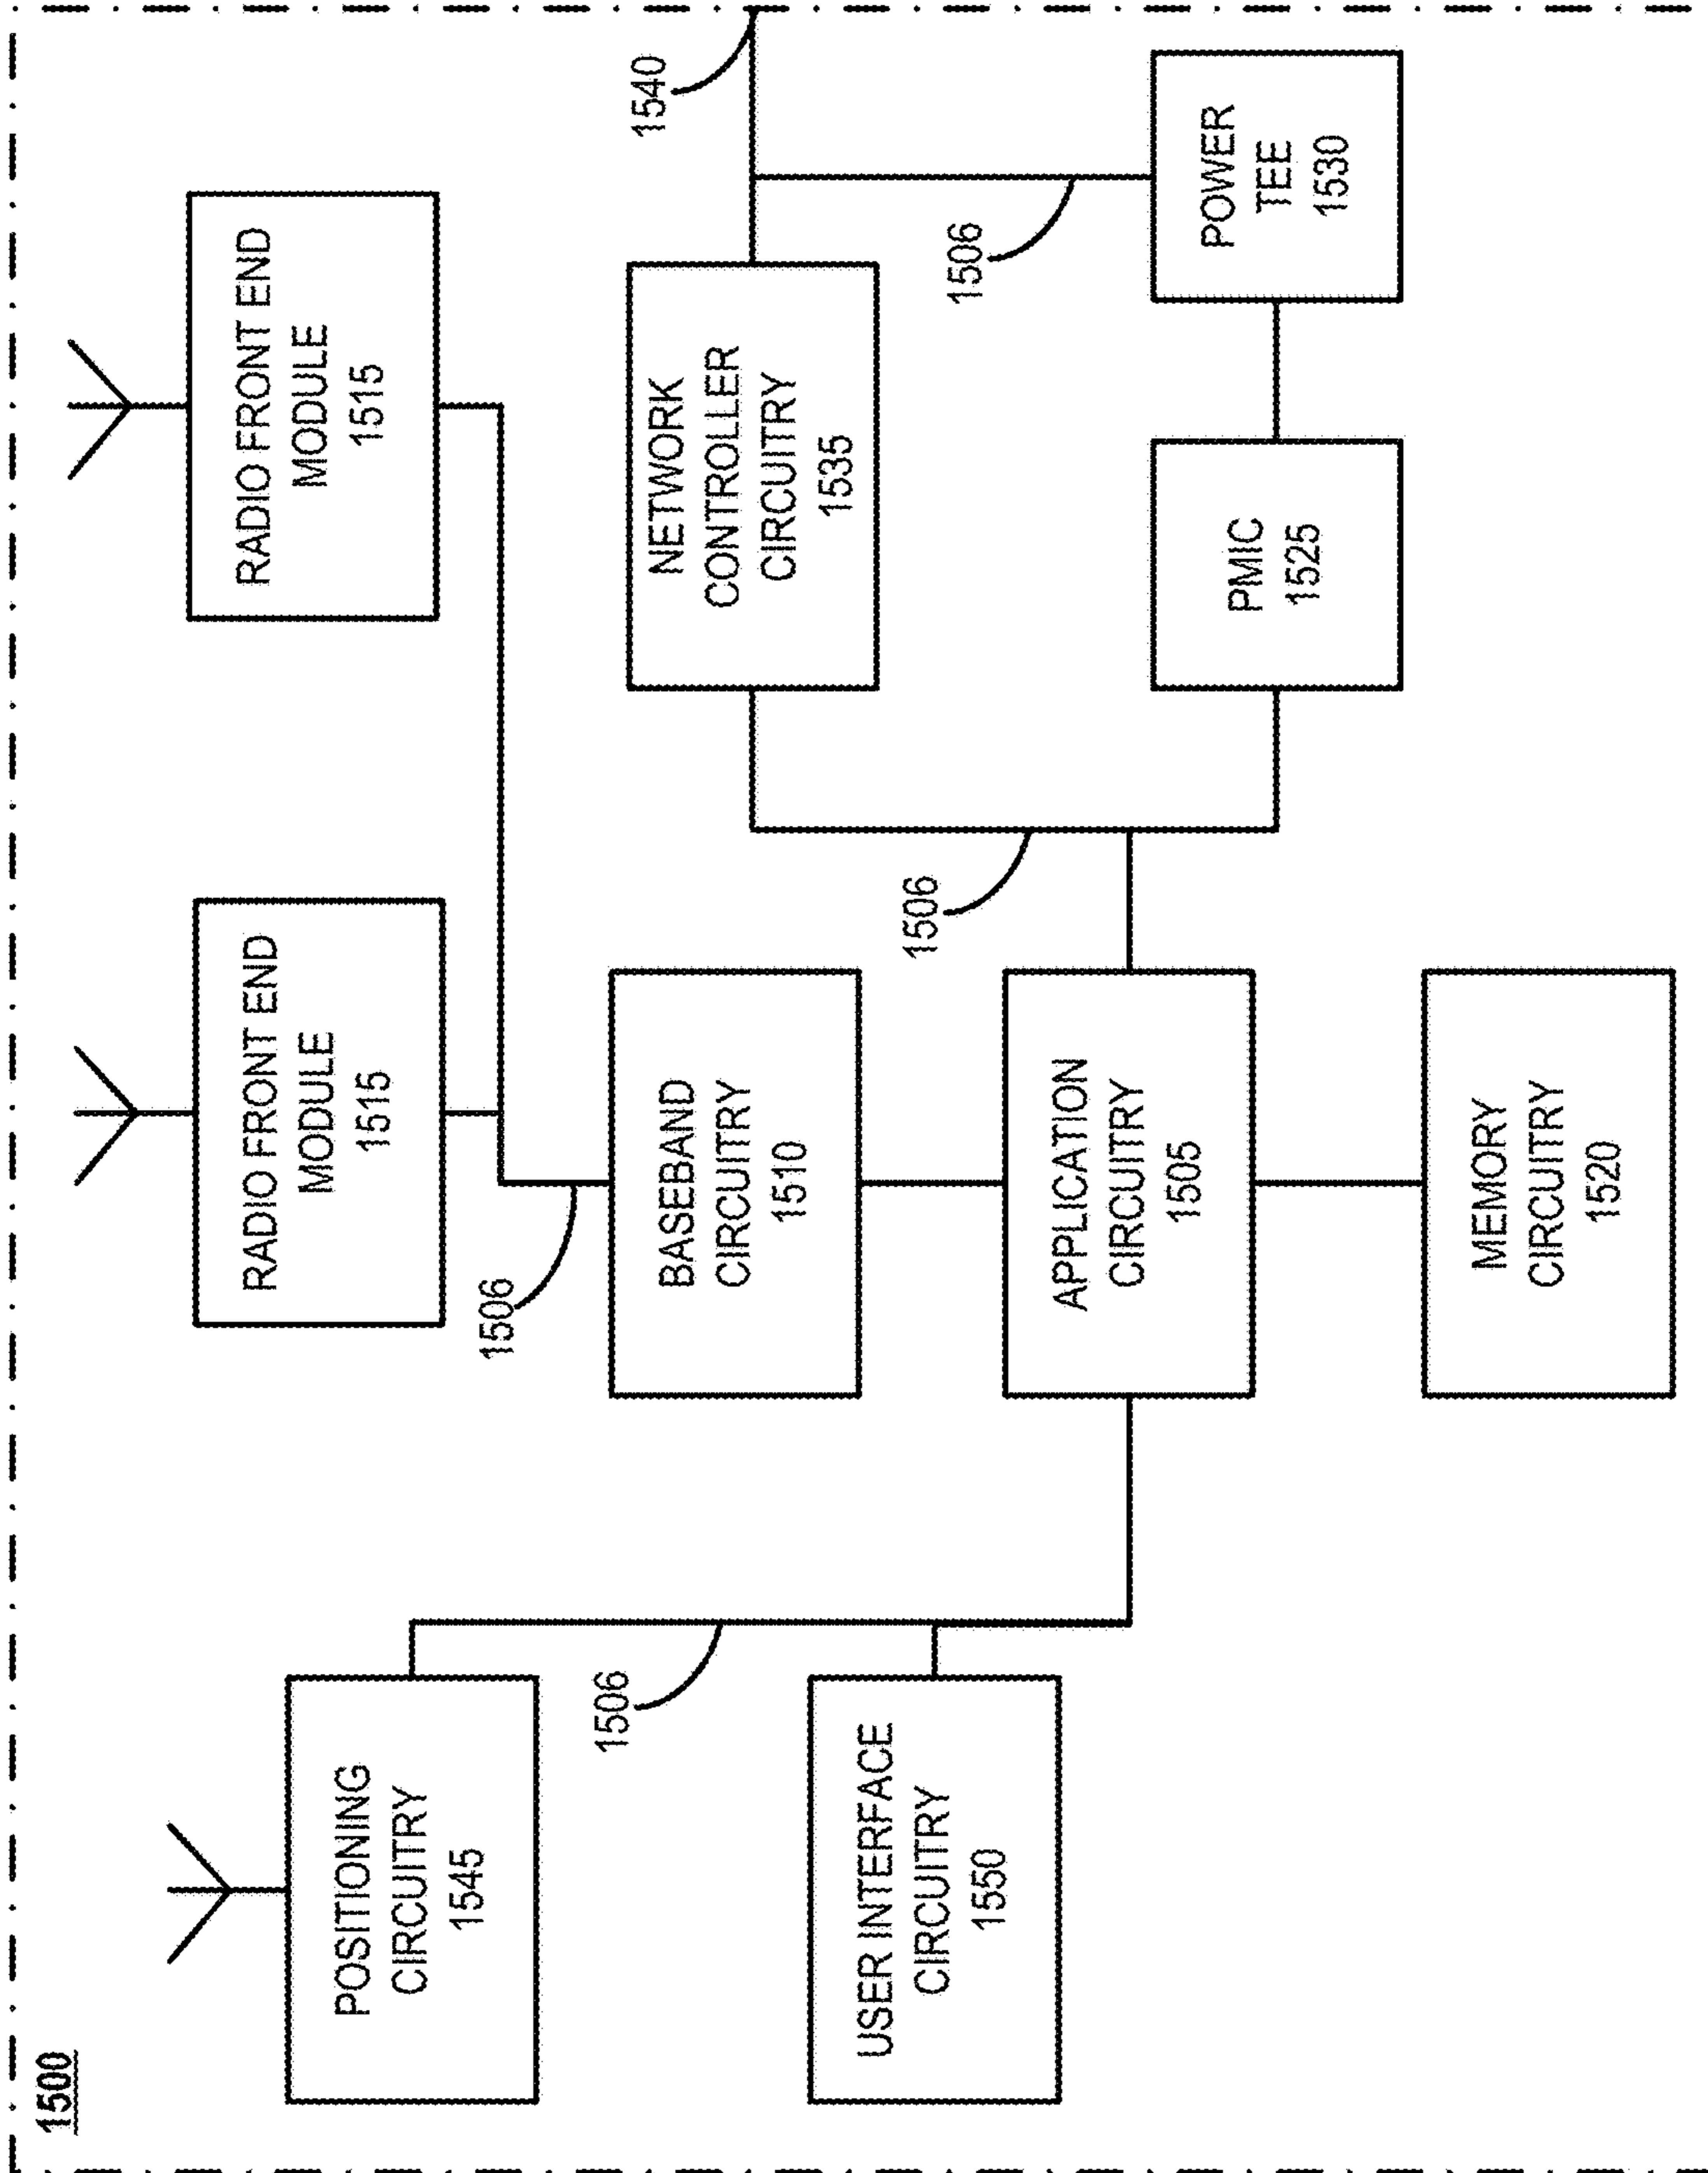 1500
POSITIONING
CIRCUITRY
1545
USER INTERFACE
CIRCUITRY
1550
1506
RADIO FRONT END
MODULE
1515
1506
BASEBAND
CIRCUITRY
1510
APPLICATION
CIRCUITRY
1505
MEMORY
CIRCUITRY
1520
RADIO FRONT END
MODULE
1515
1506
NETWORK
CONTROLLER
CIRCUITRY
1535
1540
1506
PMIC
1525
POWER
TEE
1530